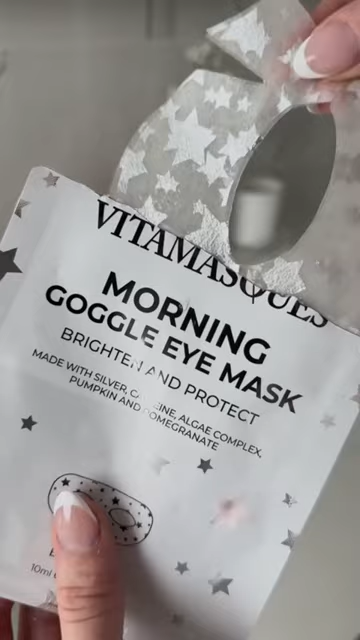 VITAMASQUES
MORNING
GOGGLE EYE MASK
BRIGHTEN AND PROTECT
MADE WITH SILVER, CAFFEINE, ALGAE COMPLEX,
PUMPKIN AND POMEGRANATE
10ml